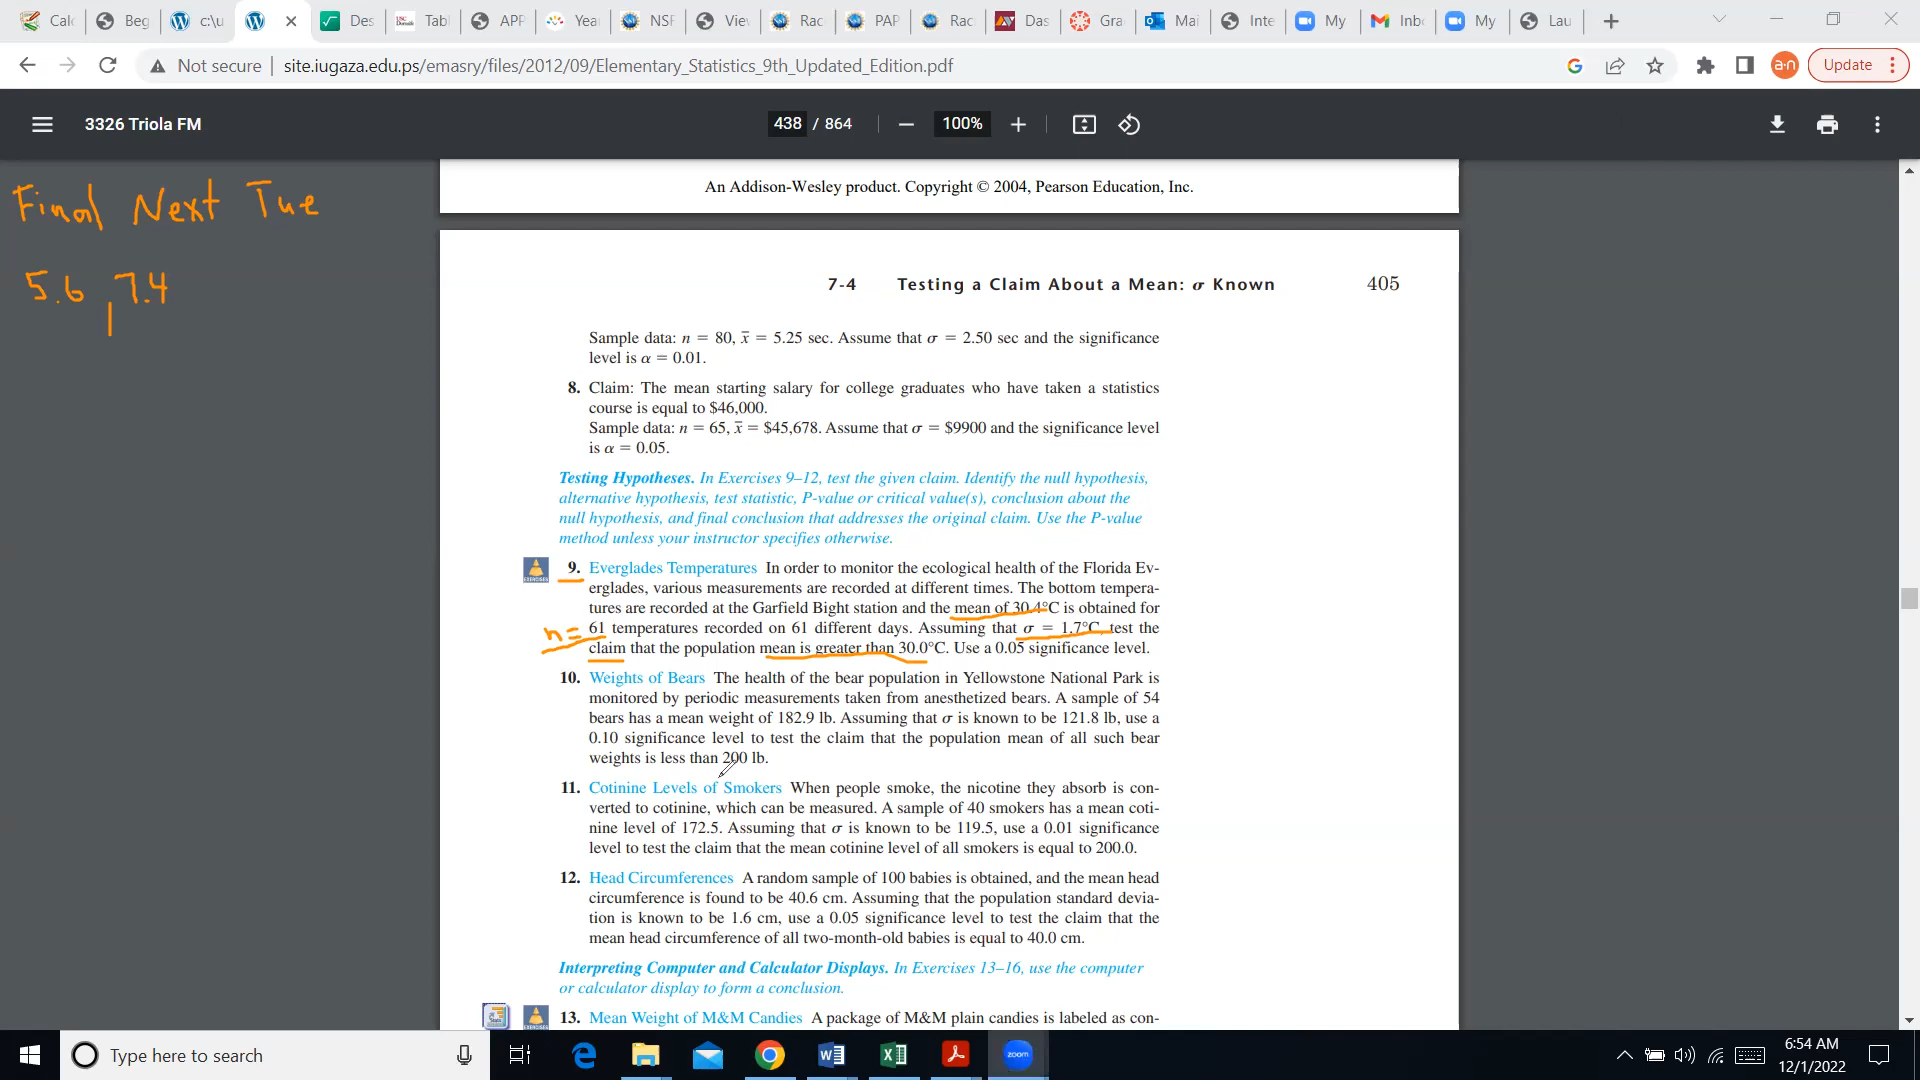 Calc
Beg
c:\u
Des
Tabl
APP
Year
NSF
View
Rac
PAP
Rac
Das
Gra
Mai
Inte
My
Inbo
My
Lau
Not secure
site.iugaza.edu.ps/emasry/files/2012/09/Elementary_Statistics_9th_Updated_Edition.pdf
a-n
Update
3326 Triola FM
438 / 864
100%
Final Next Tue
5.6, 7.4
An Addison-Wesley product. Copyright © 2004, Pearson Education, Inc.
7-4 Testing a Claim About a Mean: σ Known 405
Sample data: n = 80, x̄ = 5.25 sec. Assume that σ = 2.50 sec and the significance
level is α = 0.01.
8. Claim: The mean starting salary for college graduates who have taken a statistics
course is equal to $46,000.
Sample data: n = 65, x̄ = $45,678. Assume that σ = $9900 and the significance level
is α = 0.05.
Testing Hypotheses. In Exercises 9–12, test the given claim. Identify the null hypothesis,
alternative hypothesis, test statistic, P-value or critical value(s), conclusion about the
null hypothesis, and final conclusion that addresses the original claim. Use the P-value
method unless your instructor specifies otherwise.
9. Everglades Temperatures In order to monitor the ecological health of the Florida Ev-
erglades, various measurements are recorded at different times. The bottom tempera-
tures are recorded at the Garfield Bight station and the mean of 30.4°C is obtained for
n= 61 temperatures recorded on 61 different days. Assuming that σ = 1.7°C, test the
claim that the population mean is greater than 30.0°C. Use a 0.05 significance level.
10. Weights of Bears The health of the bear population in Yellowstone National Park is
monitored by periodic measurements taken from anesthetized bears. A sample of 54
bears has a mean weight of 182.9 lb. Assuming that σ is known to be 121.8 lb, use a
0.10 significance level to test the claim that the population mean of all such bear
weights is less than 200 lb.
11. Cotinine Levels of Smokers When people smoke, the nicotine they absorb is con-
verted to cotinine, which can be measured. A sample of 40 smokers has a mean coti-
nine level of 172.5. Assuming that σ is known to be 119.5, use a 0.01 significance
level to test the claim that the mean cotinine level of all smokers is equal to 200.0.
12. Head Circumferences A random sample of 100 babies is obtained, and the mean head
circumference is found to be 40.6 cm. Assuming that the population standard devia-
tion is known to be 1.6 cm, use a 0.05 significance level to test the claim that the
mean head circumference of all two-month-old babies is equal to 40.0 cm.
Interpreting Computer and Calculator Displays. In Exercises 13–16, use the computer
or calculator display to form a conclusion.
13. Mean Weight of M&M Candies A package of M&M plain candies is labeled as con-
Type here to search
zoom
6:54 AM
12/1/2022